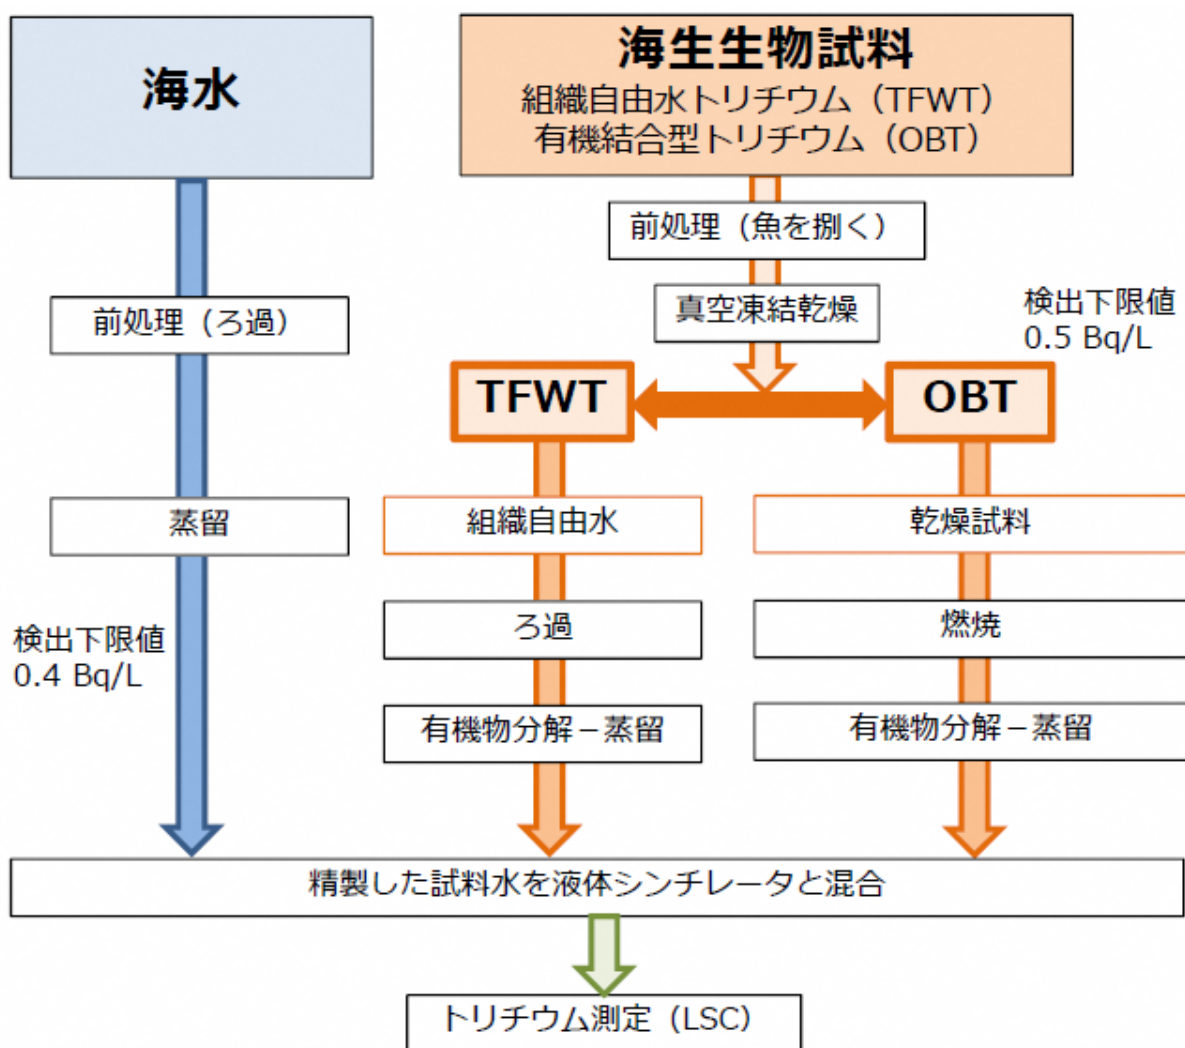 海水
海生生物試料
組織自由水トリチウム（TFWT）
有機結合型トリチウム（OBT）
前処理（魚を捌く）
真空凍結乾燥
検出下限値
0.5 Bq/L
前処理（ろ過）
TFWT
OBT
蒸留
組織自由水
乾燥試料
検出下限値
0.4 Bq/L
ろ過
燃焼
有機物分解－蒸留
有機物分解－蒸留
精製した試料水を液体シンチレータと混合
トリチウム測定（LSC）